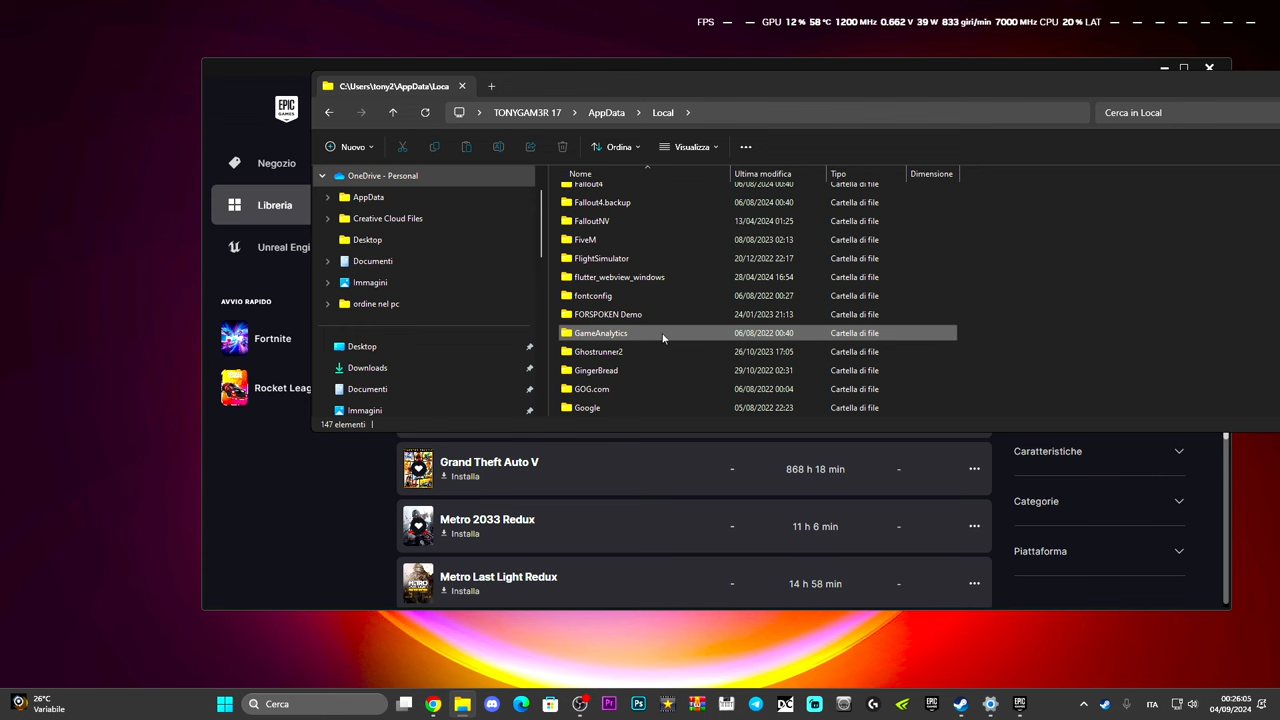 FPS — — GPU 12 % 58 °C 1200 MHz 0.662 V 39 W 833 giri/min 7000 MHz CPU 20 % LAT — — — — — — — —
C:\Users\tony2\AppData\Loca
EPIC GAMES
TONYGAM3R 17 > AppData > Local >
Cerca in Local
Nuovo
Ordina
Visualizza
Negozio
Libreria
Unreal Engi
AVVIO RAPIDO
Fortnite
Rocket Leag
OneDrive - Personal
AppData
Creative Cloud Files
Desktop
Documenti
Immagini
ordine nel pc
Desktop
Downloads
Documenti
Immagini
Nome Ultima modifica Tipo Dimensione
Fallout4 06/08/2024 00:40 Cartella di file
Fallout4.backup 06/08/2024 00:40 Cartella di file
FalloutNV 13/04/2024 01:25 Cartella di file
FiveM 08/08/2023 02:13 Cartella di file
FlightSimulator 20/12/2022 22:17 Cartella di file
flutter_webview_windows 28/04/2024 16:54 Cartella di file
fontconfig 06/08/2022 00:27 Cartella di file
FORSPOKEN Demo 24/01/2023 21:13 Cartella di file
GameAnalytics 06/08/2022 00:40 Cartella di file
Ghostrunner2 26/10/2023 17:05 Cartella di file
GingerBread 29/10/2022 02:31 Cartella di file
GOG.com 06/08/2022 00:04 Cartella di file
Google 05/08/2022 22:23 Cartella di file
147 elementi
Grand Theft Auto V - 868 h 18 min -
Installa
Metro 2033 Redux - 11 h 6 min -
Installa
Metro Last Light Redux - 14 h 58 min -
Installa
Caratteristiche
Categorie
Piattaforma
26°C
Variabile
Cerca
ITA
00:26:05
04/09/2024